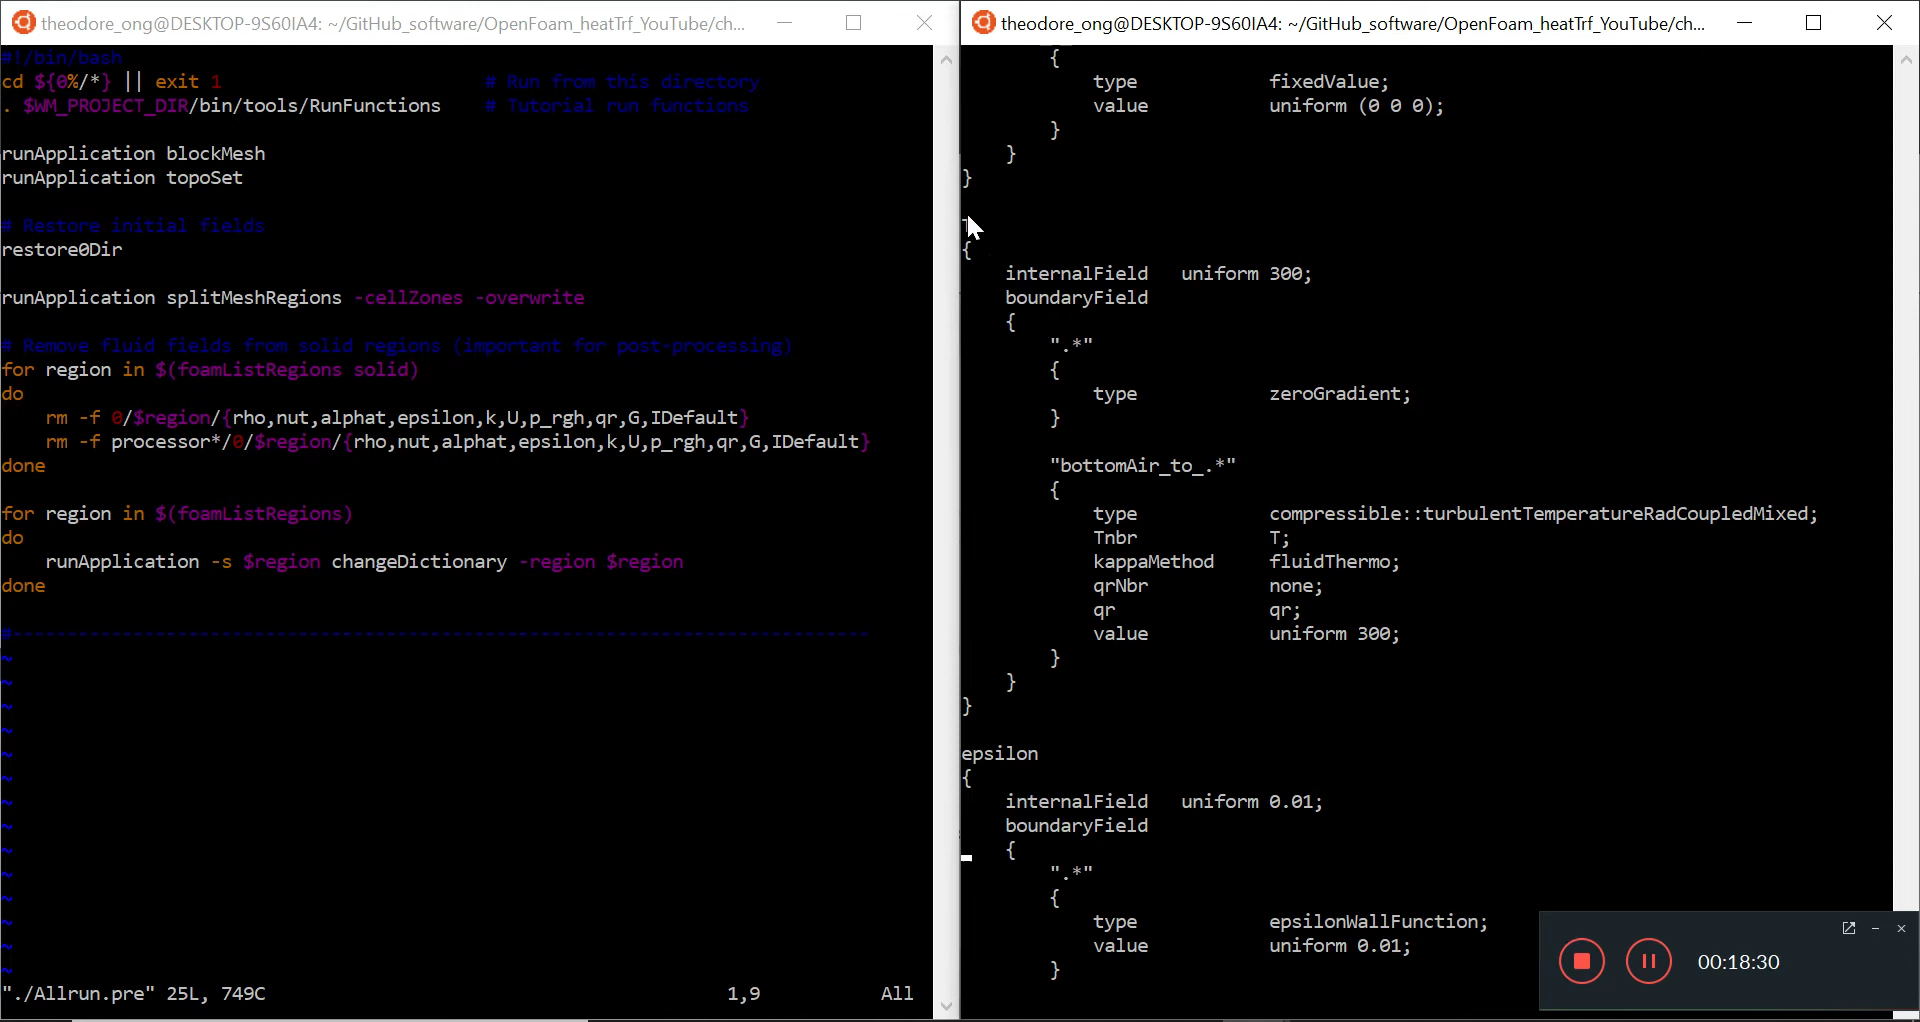 theodore_ong@DESKTOP-9S60IA4: ~/GitHub_software/OpenFoam_heatTrf_YouTube/ch...
#!/bin/bash
cd ${0%/*} || exit 1                        # Run from this directory
. $WM_PROJECT_DIR/bin/tools/RunFunctions    # Tutorial run functions
runApplication blockMesh
runApplication topoSet
# Restore initial fields
restore0Dir
runApplication splitMeshRegions -cellZones -overwrite
# Remove fluid fields from solid regions (important for post-processing)
for region in $(foamListRegions solid)
do
    rm -f 0/$region/{rho,nut,alphat,epsilon,k,U,p_rgh,qr,G,IDefault}
    rm -f processor*/0/$region/{rho,nut,alphat,epsilon,k,U,p_rgh,qr,G,IDefault}
done
for region in $(foamListRegions)
do
    runApplication -s $region changeDictionary -region $region
done
#------------------------------------------------------------------------------
~
~
~
~
~
~
~
~
~
~
~
~
~
~
"./Allrun.pre" 25L, 749C                                          1,9           All
theodore_ong@DESKTOP-9S60IA4: ~/GitHub_software/OpenFoam_heatTrf_YouTube/ch...
        {
            type            fixedValue;
            value           uniform (0 0 0);
        }
    }
}
{
    internalField   uniform 300;
    boundaryField
    {
        ".*"
        {
            type            zeroGradient;
        }
        "bottomAir_to_.*"
        {
            type            compressible::turbulentTemperatureRadCoupledMixed;
            Tnbr            T;
            kappaMethod     fluidThermo;
            qrNbr           none;
            qr              qr;
            value           uniform 300;
        }
    }
}
epsilon
{
    internalField   uniform 0.01;
    boundaryField
    {
        ".*"
        {
            type            epsilonWallFunction;
            value           uniform 0.01;
        }
00:18:30